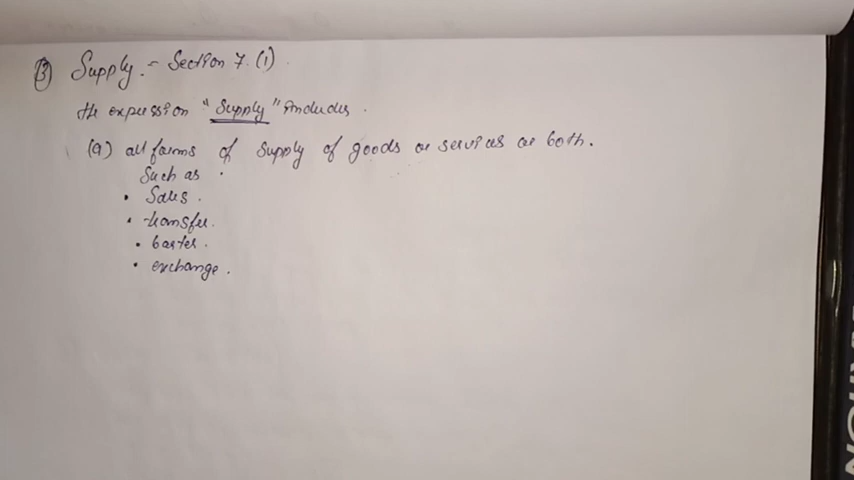 ③ Supply :- Section 7.(1).
the expession "Supply" includes.
(a) all forms of supply of goods or services or both.
Such as
• Sales.
• transfer.
• barter.
• exchange.